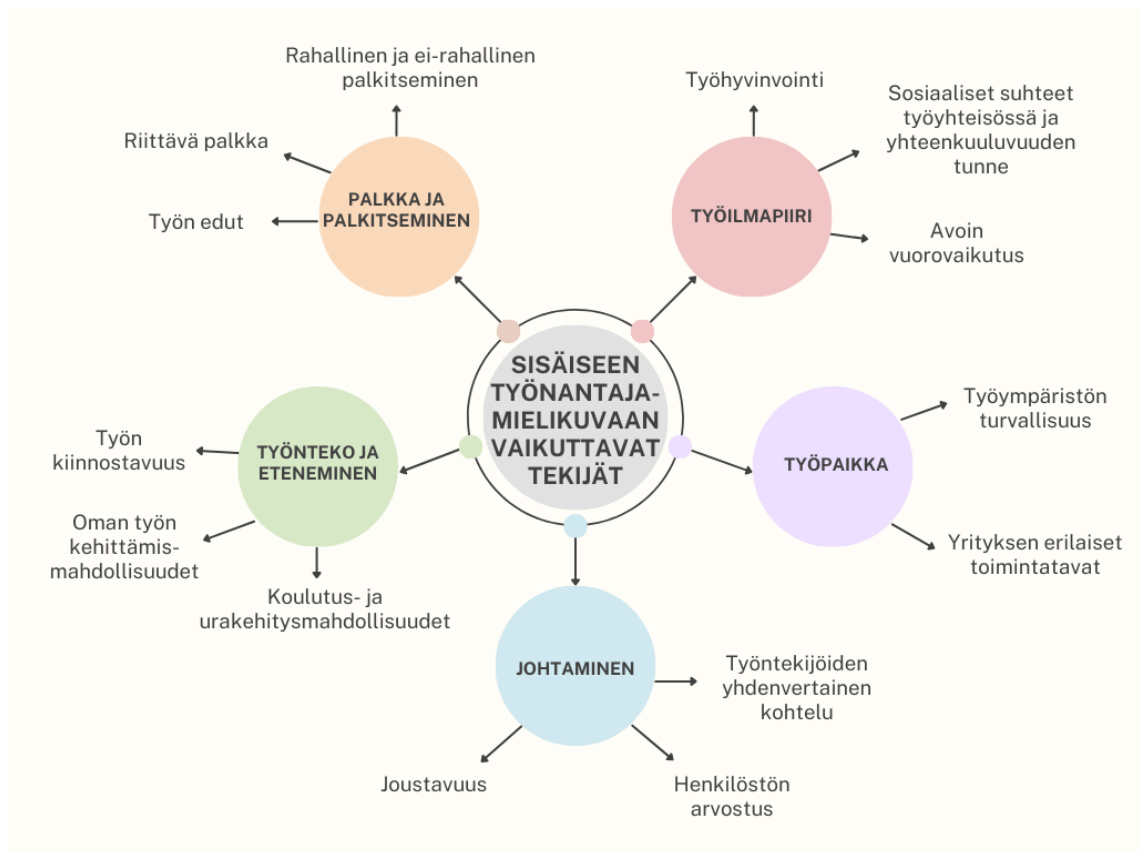 Rahallinen ja ei-rahallinen
palkitseminen
Riittävä palkka
Työn edut
PALKKA JA
PALKITSEMINEN
Työhyvinvointi
Sosiaaliset suhteet
työyhteisössä ja
yhteenkuuluvuuden
tunne
Avoin
vuorovaikutus
TYÖILMAPIIRI
SISÄISEEN
TYÖNANTAJA-
MIELIKUVAAN
VAIKUTTAVAT
TEKIJÄT
Työn
kiinnostavuus
Oman työn
kehittämis-
mahdollisuudet
Koulutus- ja
urakehitysmahdollisuudet
TYÖNTEKO JA
ETENEMINEN
TYÖPAIKKA
Työympäristön
turvallisuus
Yrityksen erilaiset
toimintatavat
JOHTAMINEN
Työntekijöiden
yhdenvertainen
kohtelu
Joustavuus
Henkilöstön
arvostus